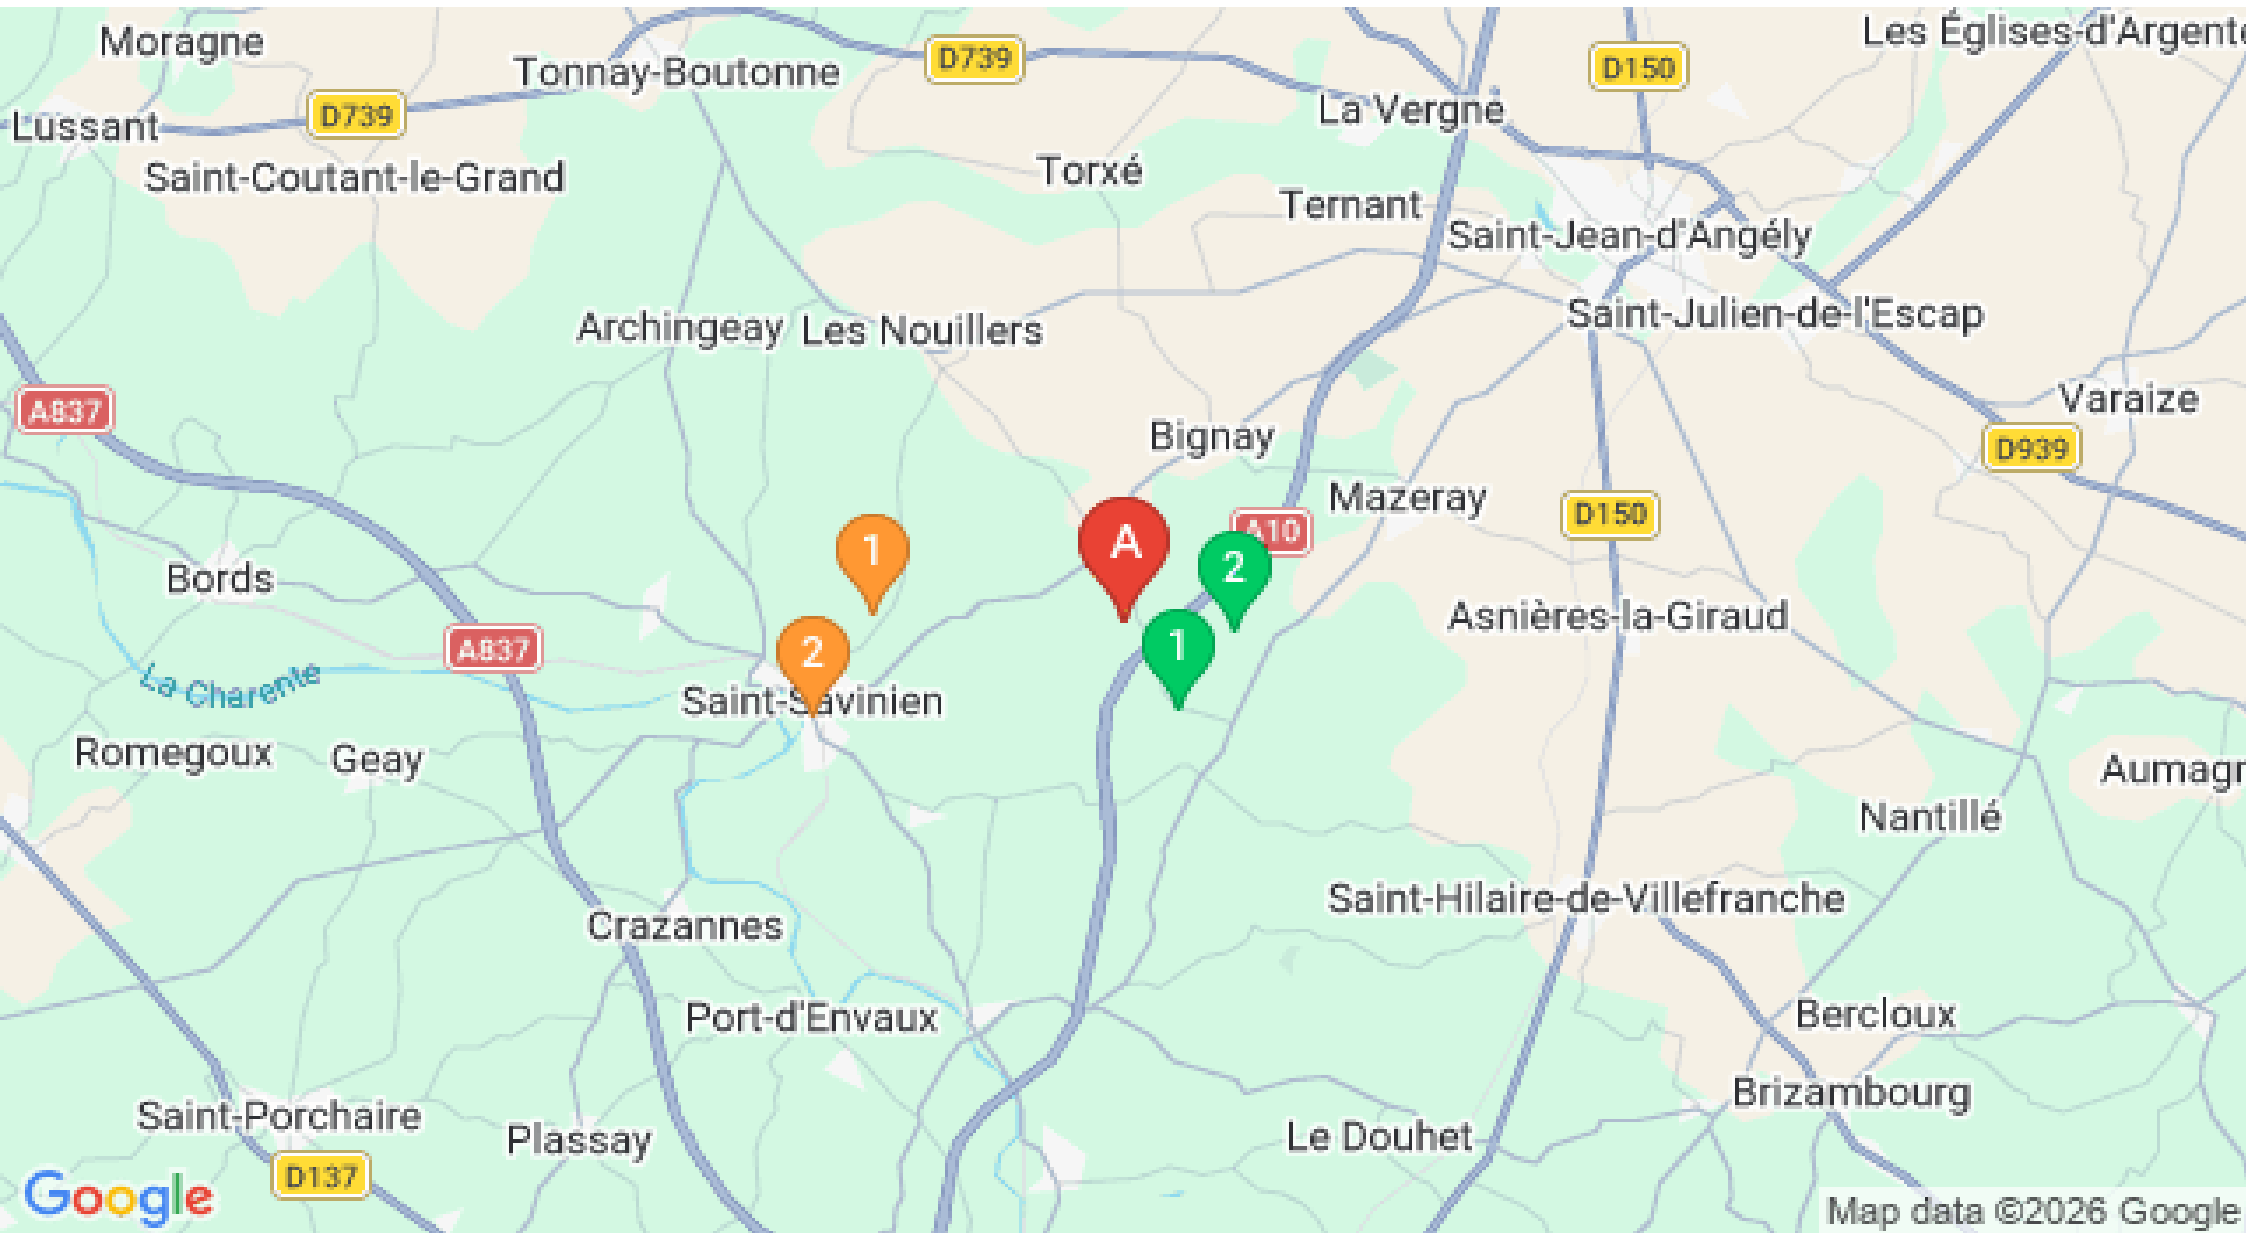 Moragne
Les Églises-d'Argente
Tonnay-Boutonne
D739
D150
La Vergne
D739
Lussant
Saint-Coutant-le-Grand
Torxé
Ternant
Saint-Jean-d'Angély
Saint-Julien-de-l'Escap
Archingeay
Les Nouillers
A837
Varaize
Bignay
D939
Mazeray
D150
A10
A
1
2
Bords
Asnières-la-Giraud
A837
2
1
La Charente
Saint-Savinien
Romegoux
Geay
Aumagn
Nantillé
Saint-Hilaire-de-Villefranche
Crazannes
Port-d'Envaux
Bercloux
Brizambourg
Saint-Porchaire
Plassay
Le Douhet
D137
Google
Map data ©2026 Google